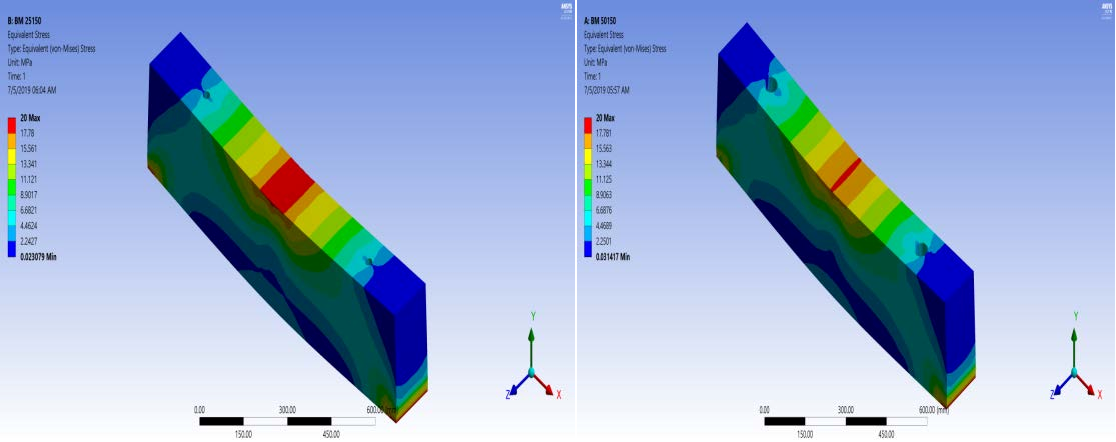 ANSYS
B: BM 25150
Equivalent Stress
Type: Equivalent (von-Mises) Stress
Unit: MPa
Time: 1
7/5/2019 06:04 AM
20 Max
17.78
15.561
13.341
11.121
8.9017
6.6821
4.4624
2.2427
0.023079 Min
Y
Z
X
0.00
300.00
600.00 (mm)
150.00
450.00
ANSYS
A: BM 50150
Equivalent Stress
Type: Equivalent (von-Mises) Stress
Unit: MPa
Time: 1
7/5/2019 05:57 AM
20 Max
17.781
15.563
13.344
11.125
8.9063
6.6876
4.4689
2.2501
0.031417 Min
Y
Z
X
0.00
300.00
600.00 (mm)
150.00
450.00